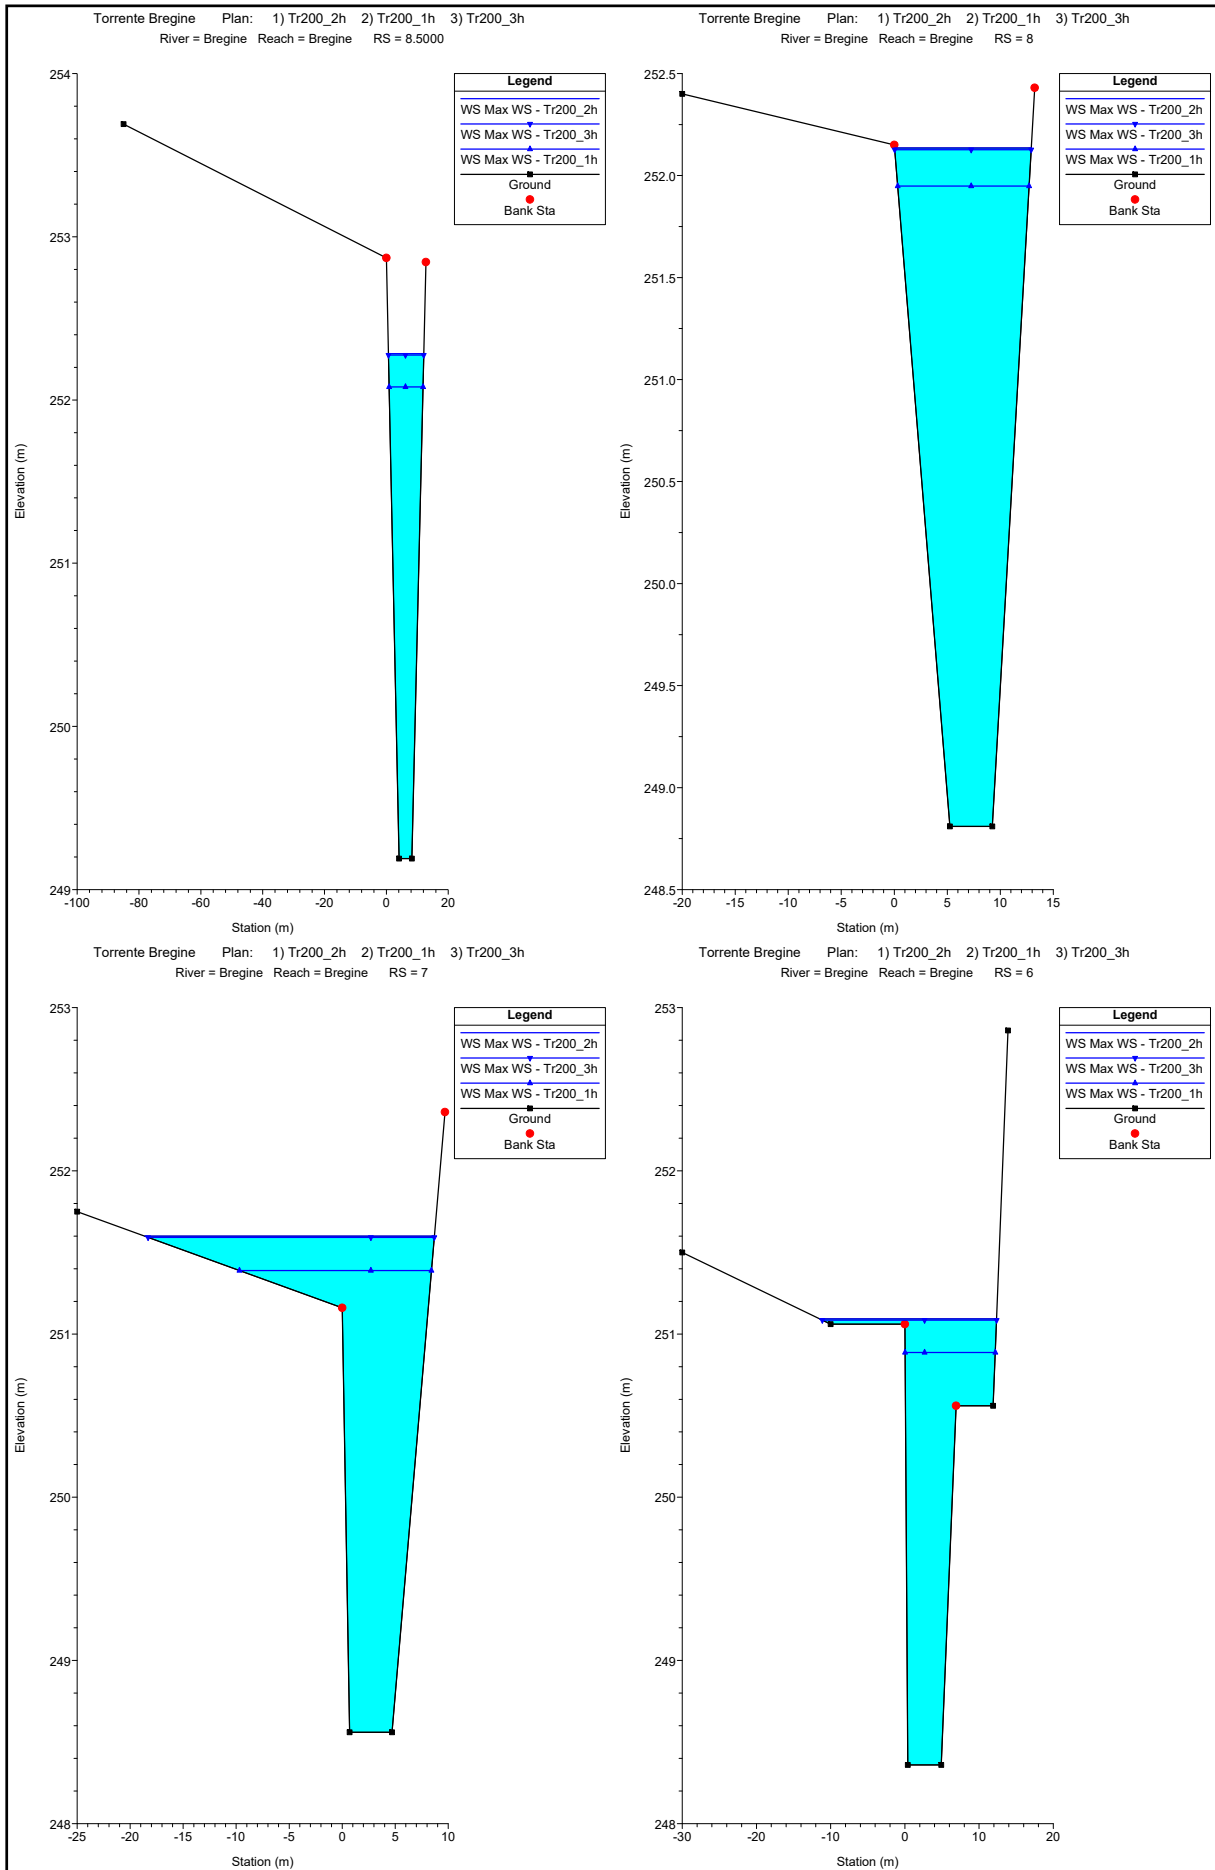 Torrente Bregine Plan: 1) Tr200_2h 2) Tr200_1h 3) Tr200_3h
River = Bregine Reach = Bregine RS = 8.5000
254
253
252
251
250
249
Elevation (m)
-100 -80 -60 -40 -20 0 20
Station (m)
Legend
WS Max WS - Tr200_2h
WS Max WS - Tr200_3h
WS Max WS - Tr200_1h
Ground
Bank Sta
Torrente Bregine Plan: 1) Tr200_2h 2) Tr200_1h 3) Tr200_3h
River = Bregine Reach = Bregine RS = 8
252.5
252.0
251.5
251.0
250.5
250.0
249.5
249.0
248.5
Elevation (m)
-20 -15 -10 -5 0 5 10 15
Station (m)
Legend
WS Max WS - Tr200_2h
WS Max WS - Tr200_3h
WS Max WS - Tr200_1h
Ground
Bank Sta
Torrente Bregine Plan: 1) Tr200_2h 2) Tr200_1h 3) Tr200_3h
River = Bregine Reach = Bregine RS = 7
253
252
251
250
249
248
Elevation (m)
-25 -20 -15 -10 -5 0 5 10
Station (m)
Legend
WS Max WS - Tr200_2h
WS Max WS - Tr200_3h
WS Max WS - Tr200_1h
Ground
Bank Sta
Torrente Bregine Plan: 1) Tr200_2h 2) Tr200_1h 3) Tr200_3h
River = Bregine Reach = Bregine RS = 6
253
252
251
250
249
248
Elevation (m)
-30 -20 -10 0 10 20
Station (m)
Legend
WS Max WS - Tr200_2h
WS Max WS - Tr200_3h
WS Max WS - Tr200_1h
Ground
Bank Sta